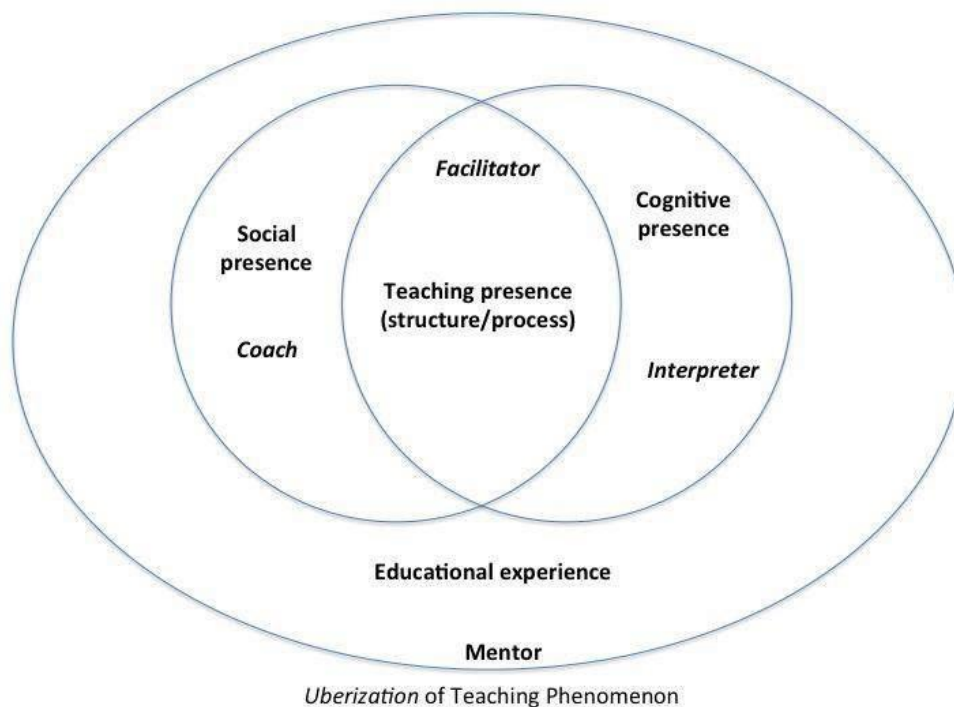 Facilitator
Cognitive
presence
Social
presence
Teaching presence
(structure/process)
Coach
Interpreter
Educational experience
Mentor
Uberization of Teaching Phenomenon